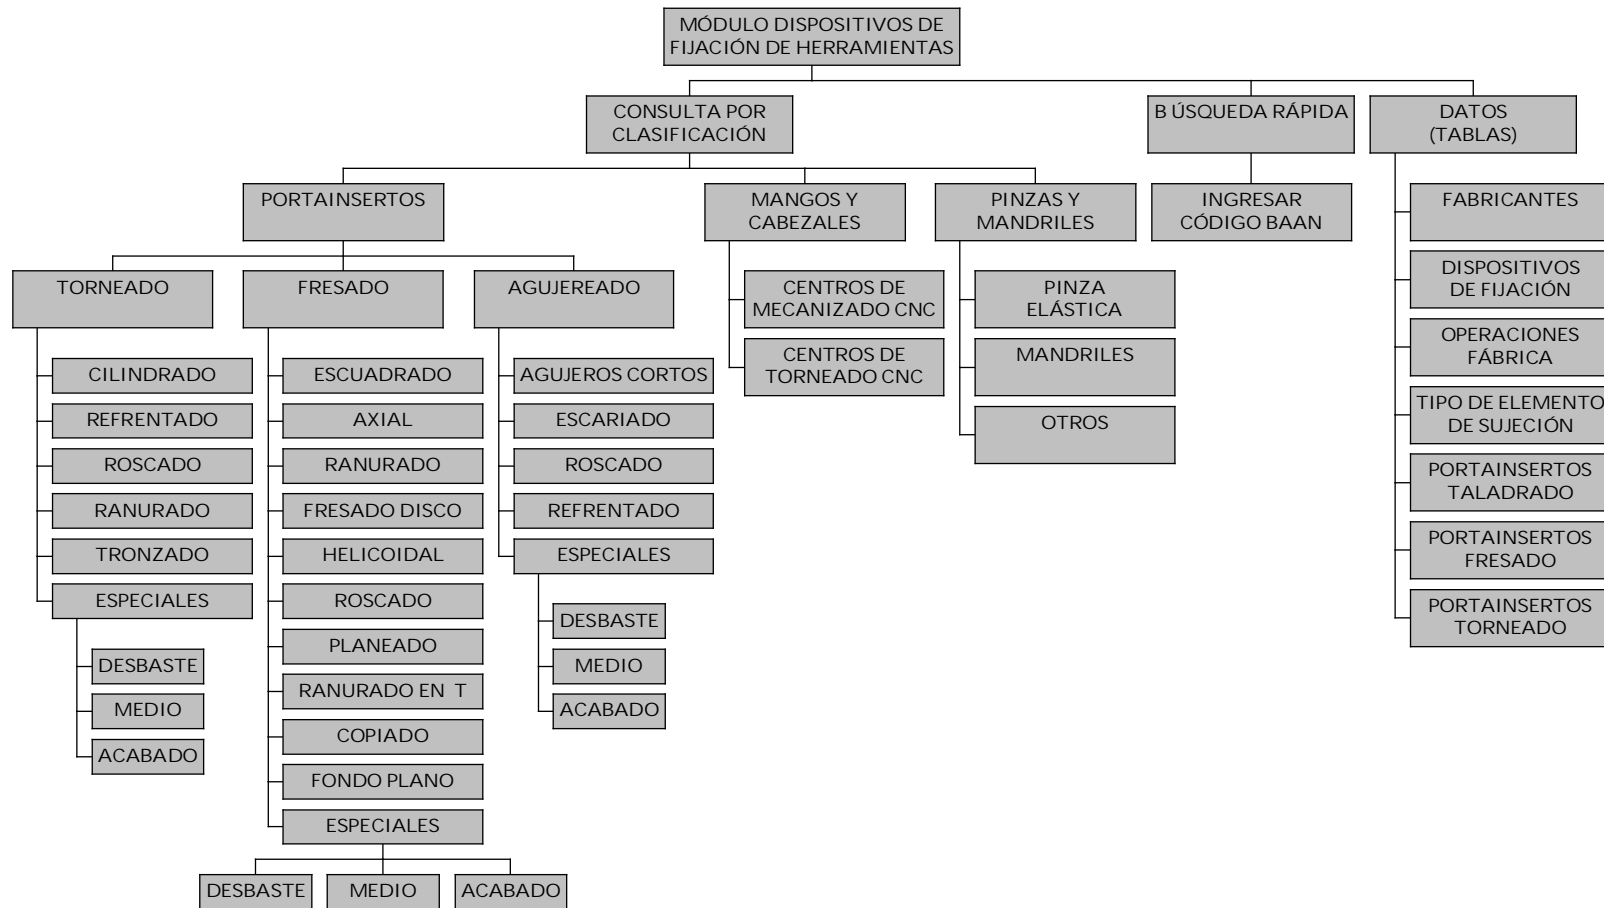 MÓDULO DISPOSITIVOS DE
FIJACIÓN DE HERRAMIENTAS
CONSULTA POR
CLASIFICACIÓN
B ÚSQUEDA RÁPIDA
DATOS
(TABLAS)
PORTAINSERTOS
MANGOS Y
CABEZALES
PINZAS Y
MANDRILES
INGRESAR
CÓDIGO BAAN
TORNEADO
FRESADO
AGUJEREADO
CILINDRADO
REFRENTADO
ROSCADO
RANURADO
TRONZADO
ESPECIALES
DESBASTE
MEDIO
ACABADO
ESCUADRADO
AXIAL
RANURADO
FRESADO DISCO
HELICOIDAL
ROSCADO
PLANEADO
RANURADO EN T
COPIADO
FONDO PLANO
ESPECIALES
DESBASTE
MEDIO
ACABADO
AGUJEROS CORTOS
ESCARIADO
ROSCADO
REFRENTADO
ESPECIALES
DESBASTE
MEDIO
ACABADO
CENTROS DE
MECANIZADO CNC
CENTROS DE
TORNEADO CNC
PINZA
ELÁSTICA
MANDRILES
OTROS
FABRICANTES
DISPOSITIVOS
DE FIJACIÓN
OPERACIONES
FÁBRICA
TIPO DE ELEMENTO
DE SUJECIÓN
PORTAINSERTOS
TALADRADO
PORTAINSERTOS
FRESADO
PORTAINSERTOS
TORNEADO